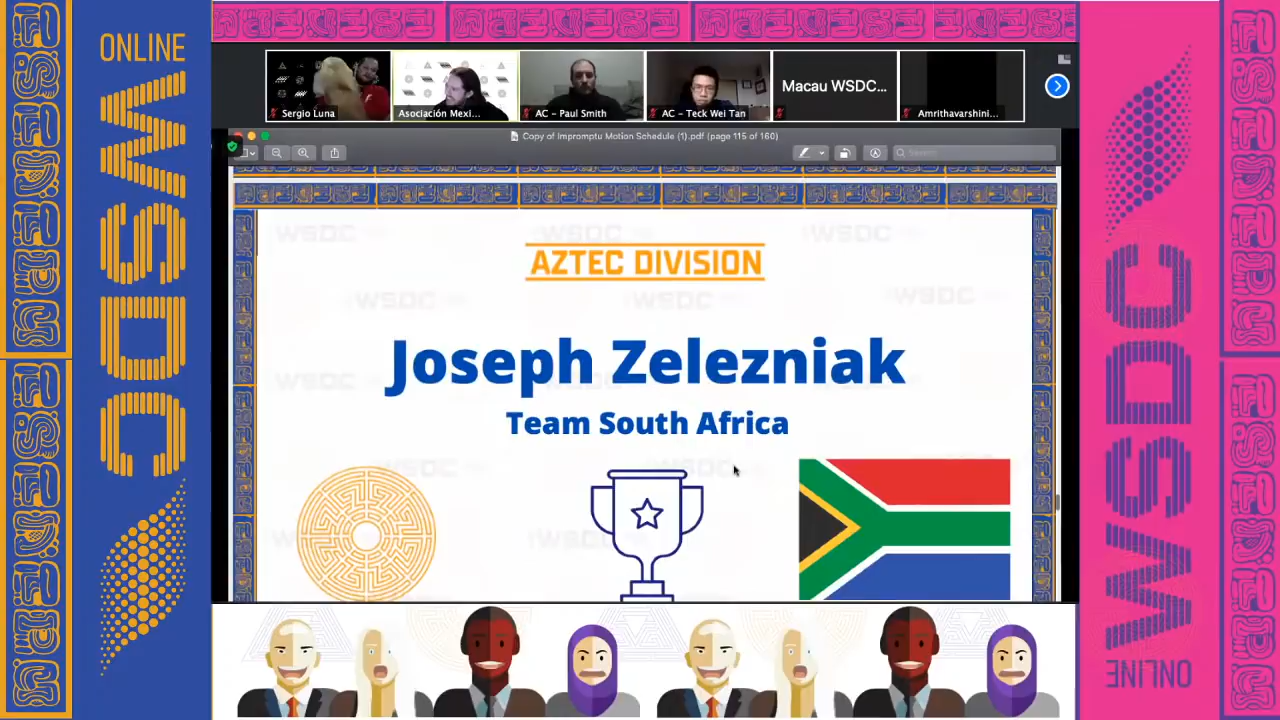 ONLINE
WSDC
Sergio Luna
Asociación Mexi...
AC - Paul Smith
AC - Teck Wei Tan
Macau WSDC...
Amrithavarshini...
Copy of Impromptu Motion Schedule (1).pdf (page 115 of 160)
Search
AZTEC DIVISION
Joseph Zelezniak
Team South Africa
WSDC
ONLINE